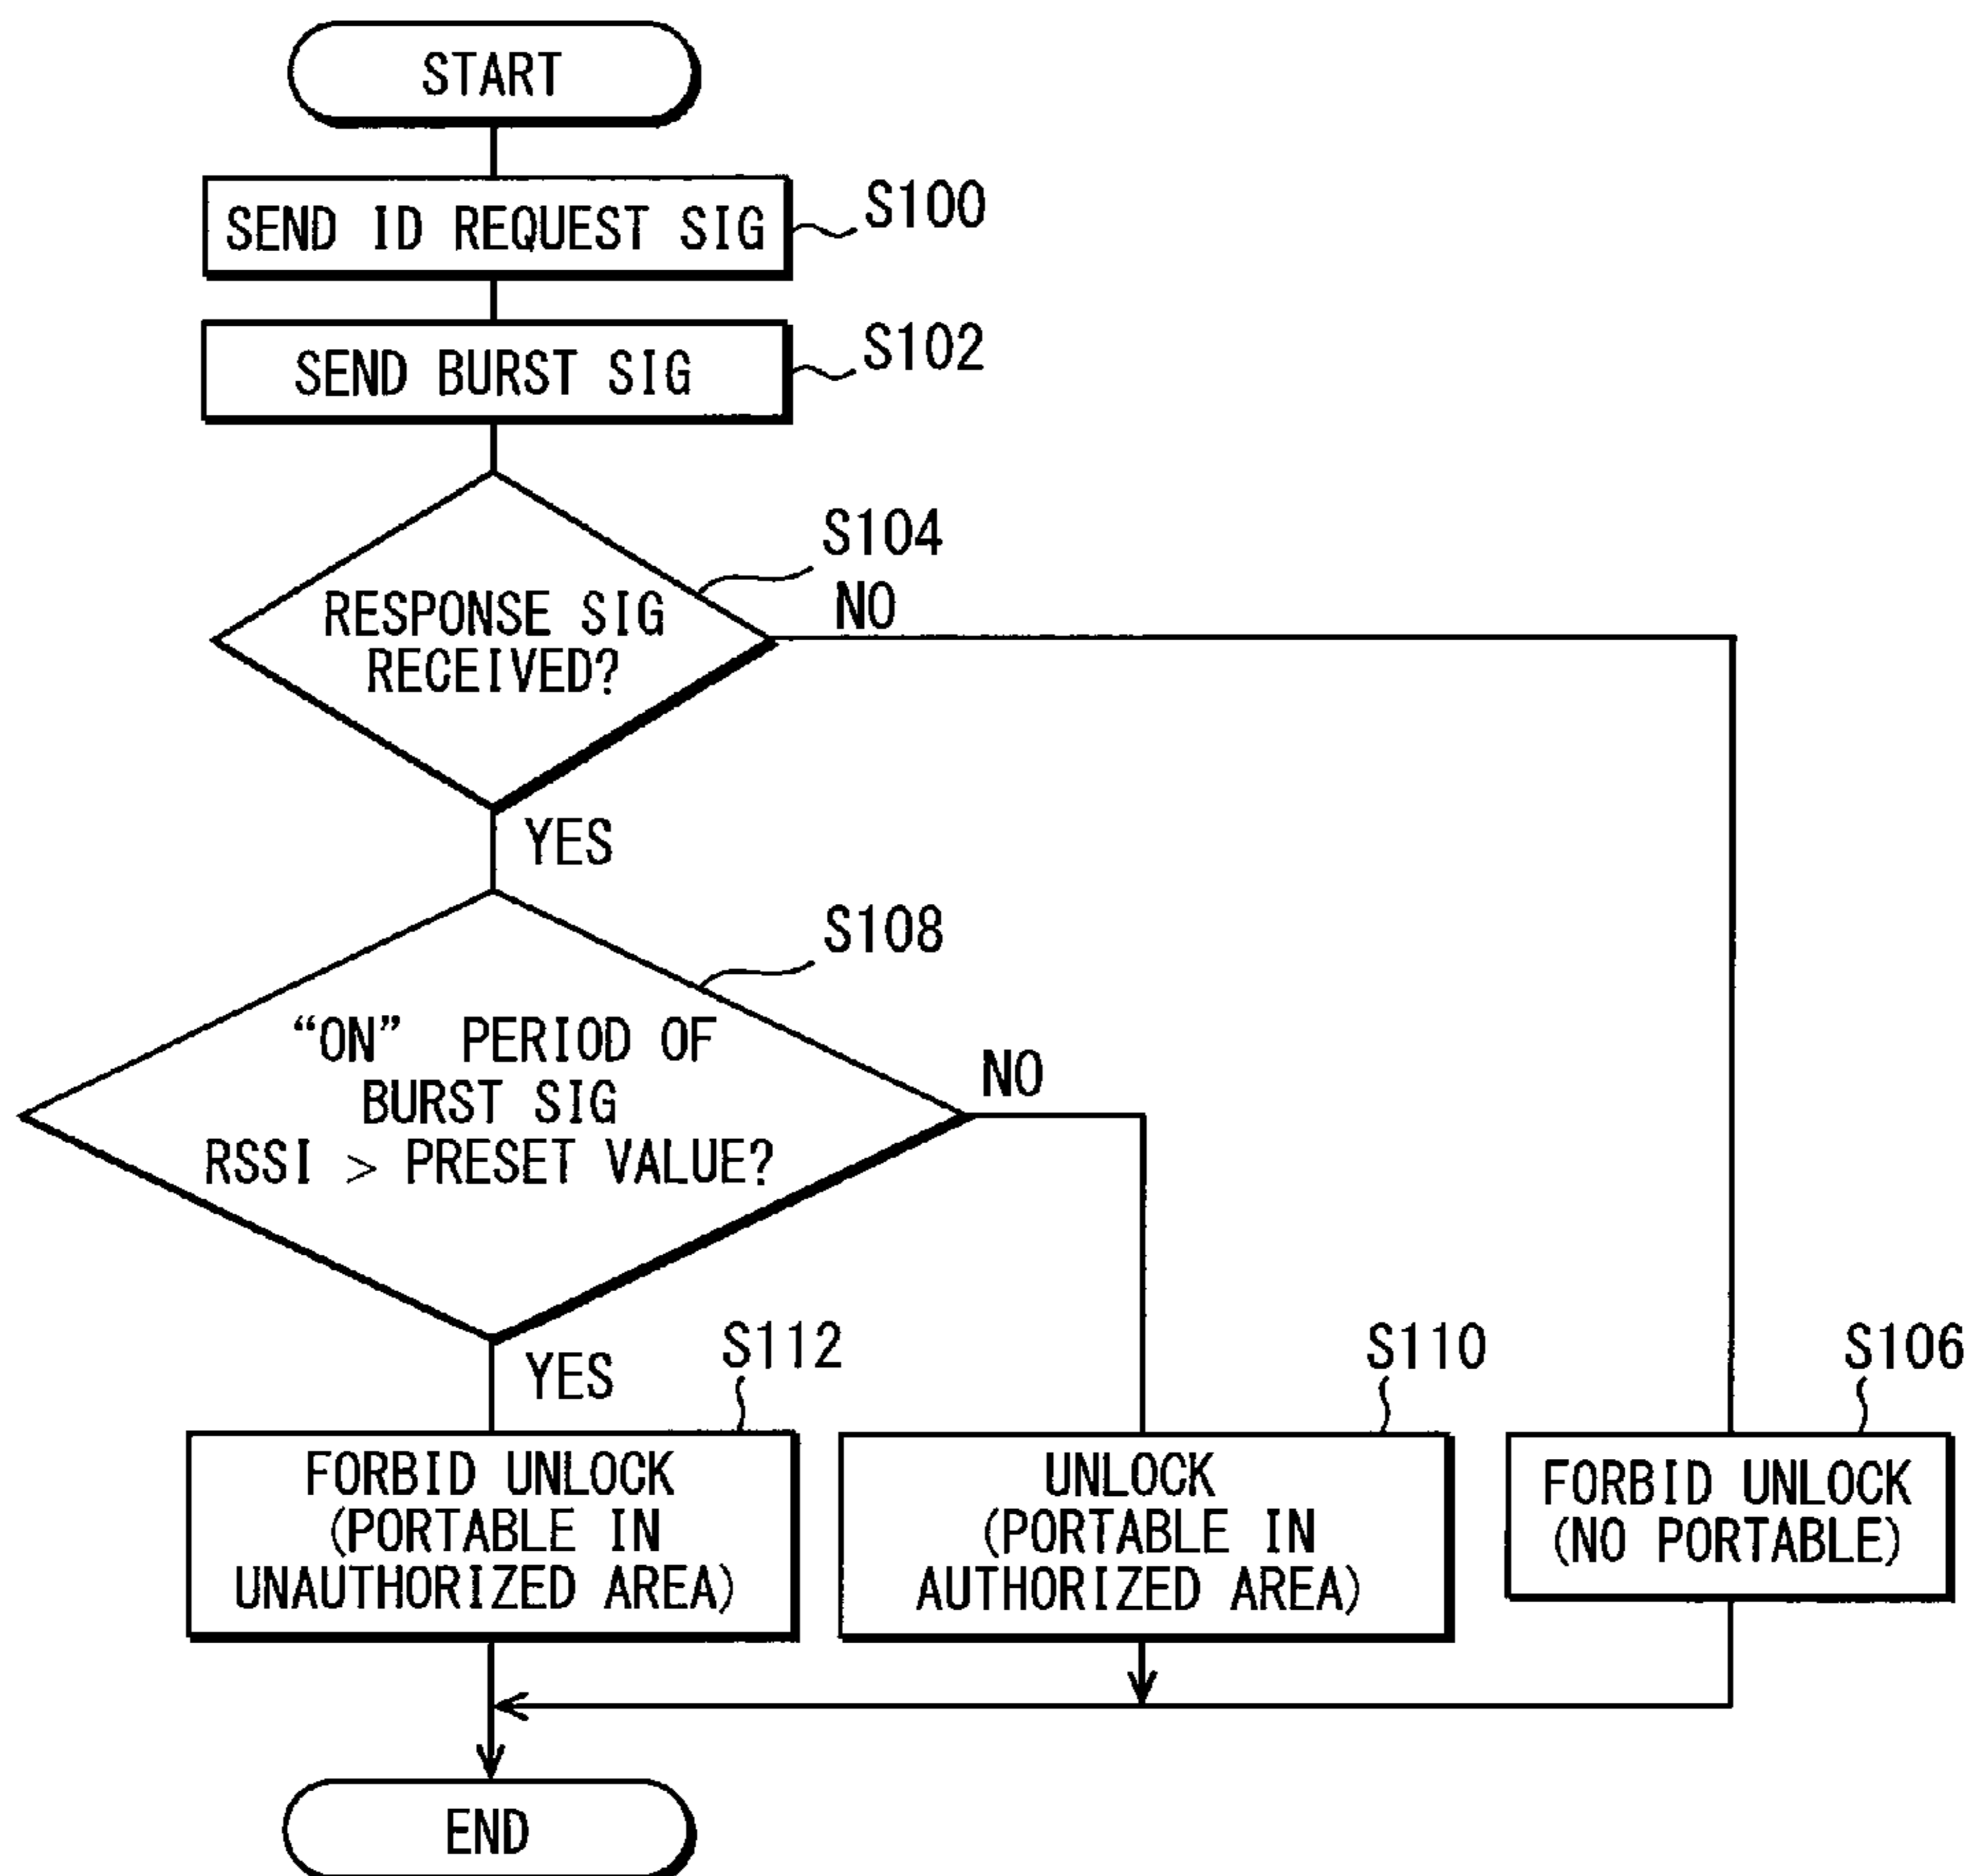 START
SEND ID REQUEST SIG
S100
SEND BURST SIG
S102
S104
RESPONSE SIG
RECEIVED?
NO
YES
S108
“ON” PERIOD OF
BURST SIG
RSSI > PRESET VALUE?
NO
YES
S112
FORBID UNLOCK
(PORTABLE IN
UNAUTHORIZED AREA)
S110
UNLOCK
(PORTABLE IN
AUTHORIZED AREA)
S106
FORBID UNLOCK
(NO PORTABLE)
END